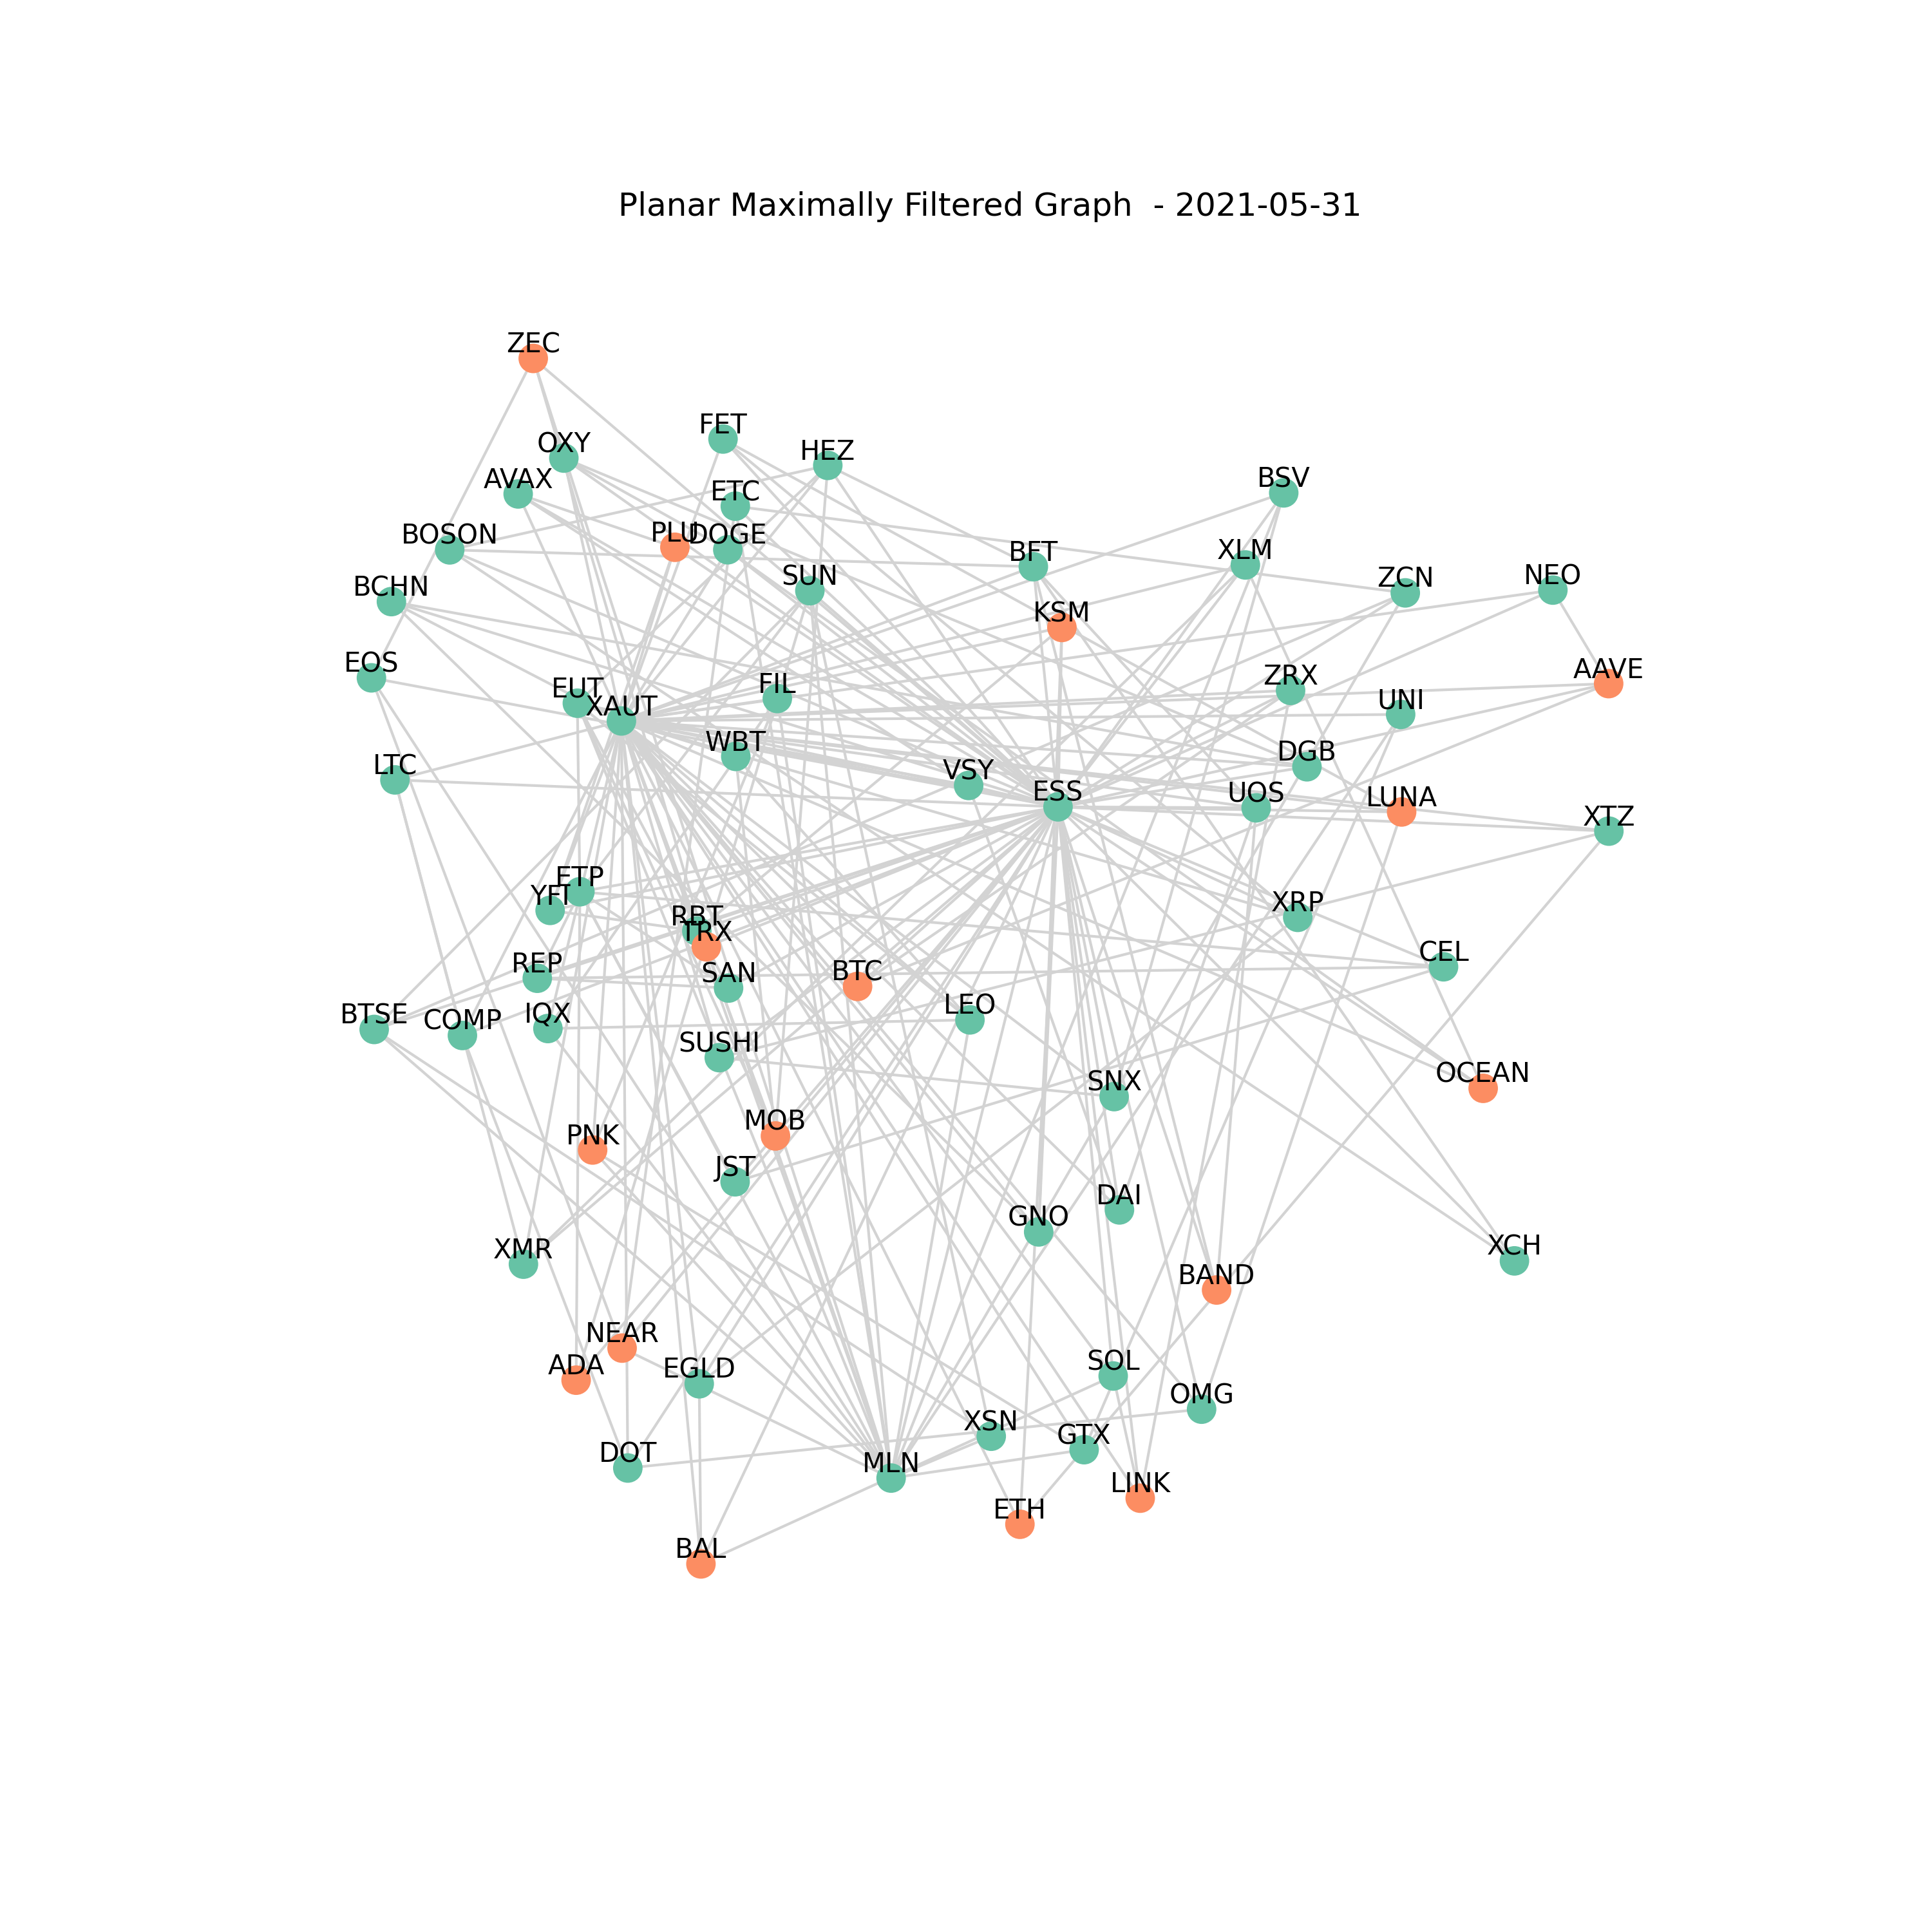 Planar Maximally Filtered Graph - 2021-05-31
ZEC
FET
OXY
HEZ
AVAX
ETC
BSV
BOSON
PLU
DOGE
BFT
XLM
SUN
ZCN
NEO
BCHN
KSM
EOS
AAVE
EUT
FIL
ZRX
XAUT
UNI
WBT
DGB
LTC
VSY
ESS
UOS
LUNA
XTZ
YFT
RBT
XRP
TRX
REP
SAN
BTC
CEL
BTSE
COMP
IQX
LEO
SUSHI
SNX
OCEAN
PNK
MOB
JST
DAI
GNO
XMR
XCH
BAND
NEAR
ADA
EGLD
SOL
OMG
XSN
GTX
DOT
MLN
LINK
ETH
BAL